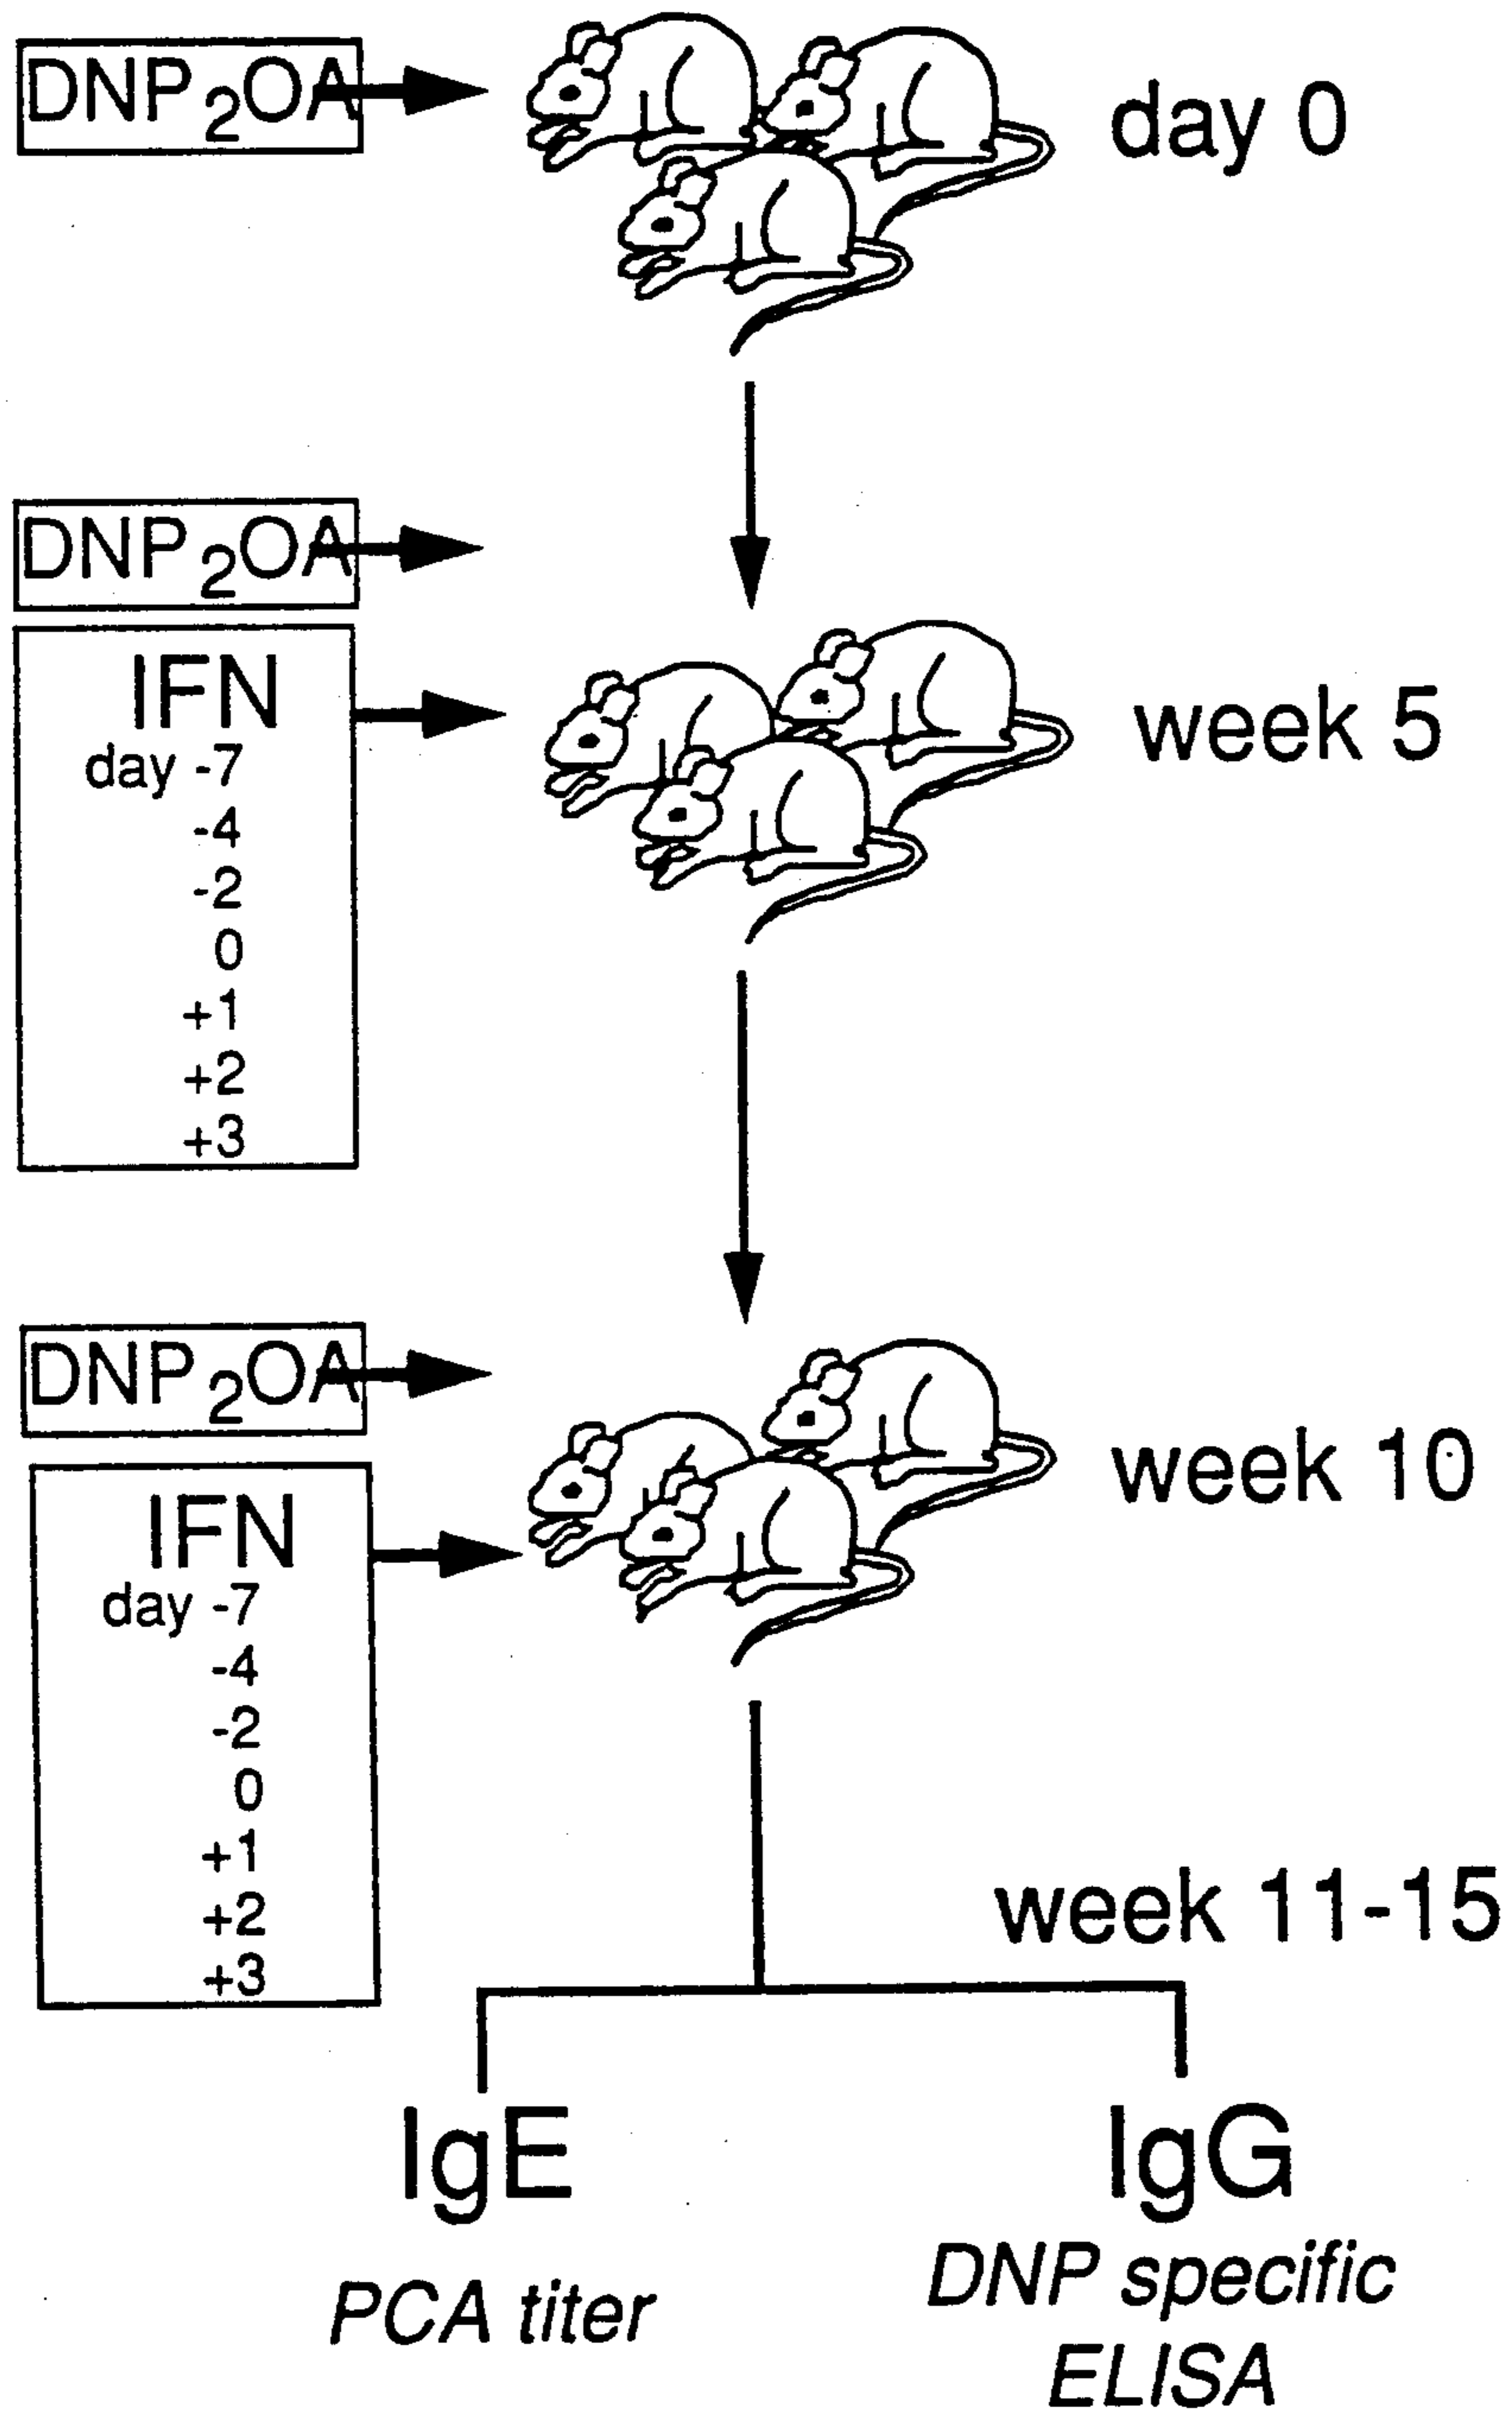 DNP2OA
day 0
DNP2OA
IFN
day -7
-4
-2
0
+1
+2
+3
week 5
DNP2OA
IFN
day -7
-4
-2
0
+1
+2
+3
week 10
week 11-15
IgE
PCA titer
IgG
DNP specific
ELISA